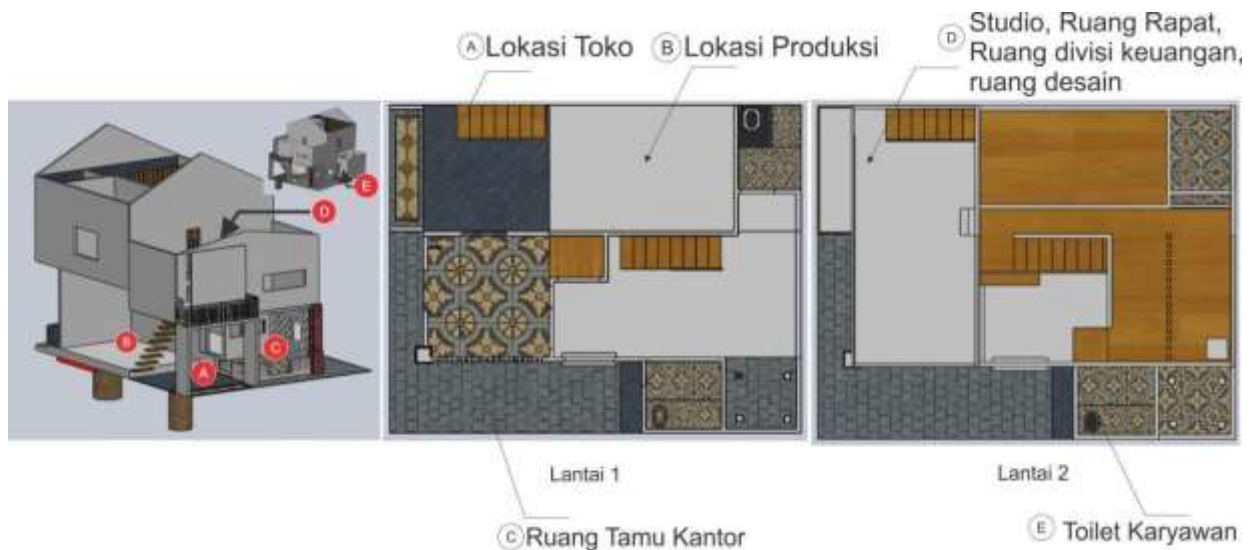 A Lokasi Toko
B Lokasi Produksi
D Studio, Ruang Rapat,
Ruang divisi keuangan,
ruang desain
E
D
B
C
A
Lantai 1
Lantai 2
C Ruang Tamu Kantor
E Toilet Karyawan